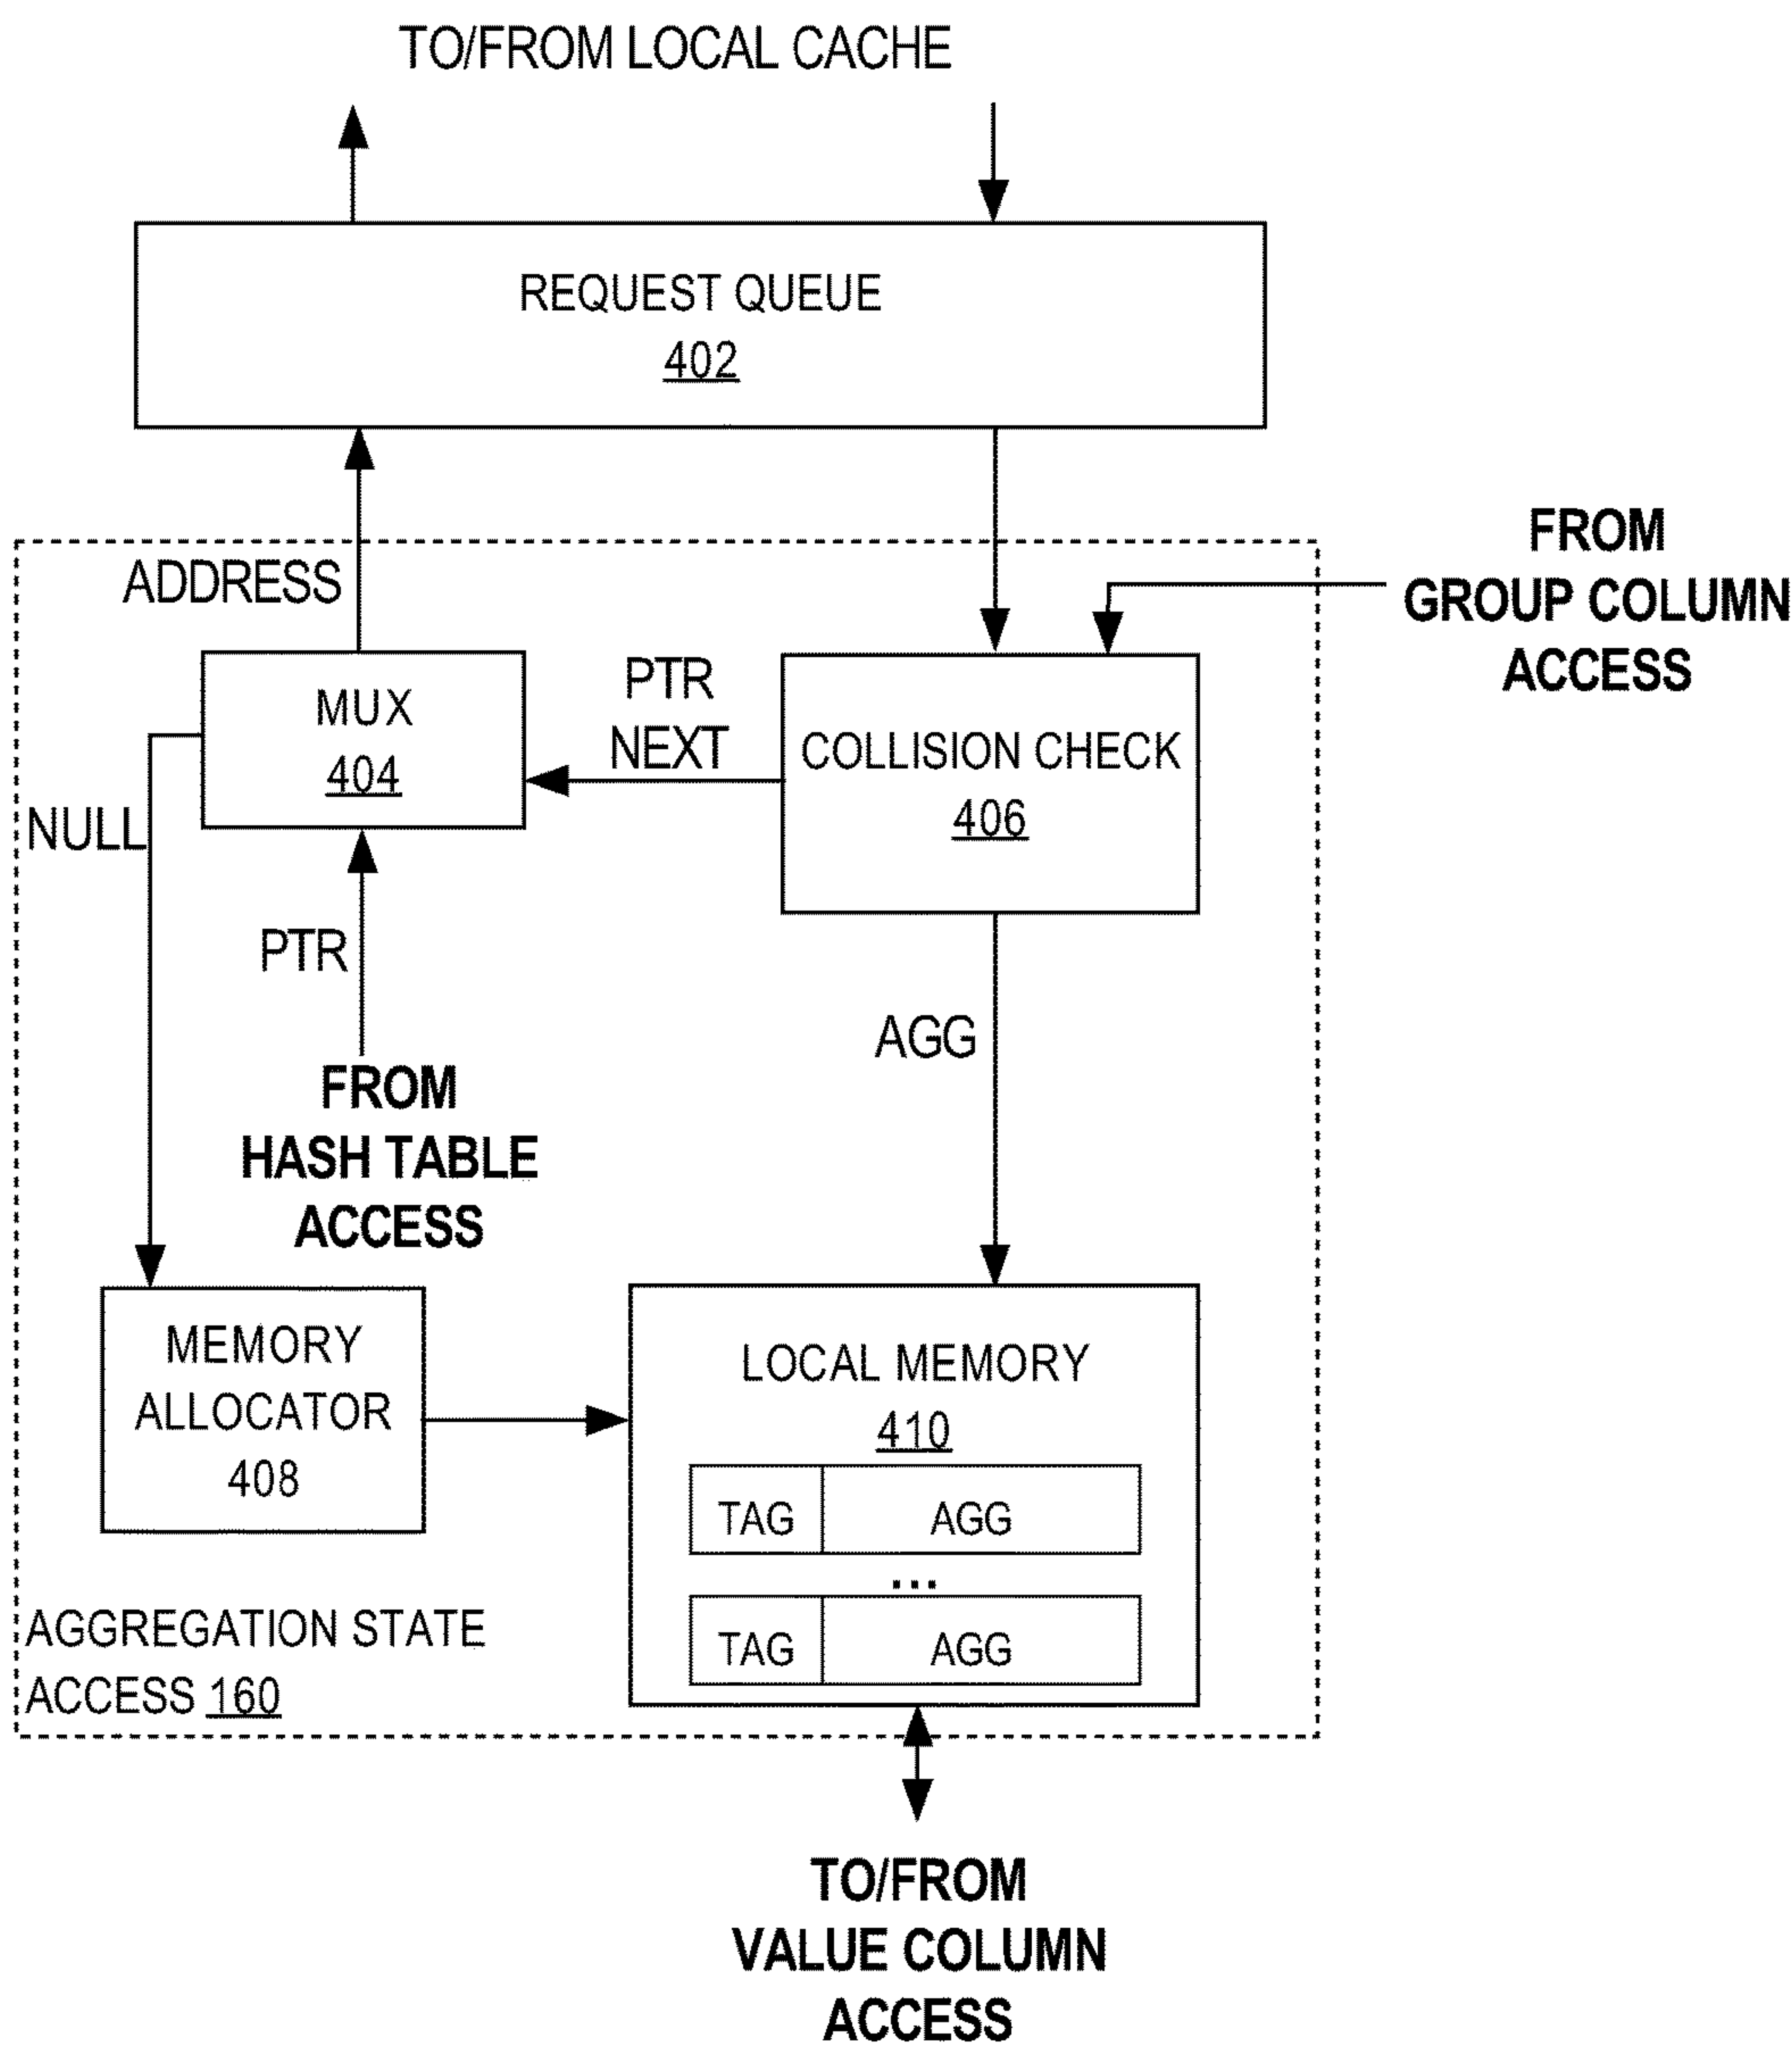 TO/FROM LOCAL CACHE
REQUEST QUEUE
402
FROM
GROUP COLUMN
ACCESS
ADDRESS
MUX
404
PTR
NEXT
COLLISION CHECK
406
NULL
PTR
FROM
HASH TABLE
ACCESS
AGG
MEMORY
ALLOCATOR
408
LOCAL MEMORY
410
TAG AGG
...
TAG AGG
AGGREGATION STATE
ACCESS 160
TO/FROM
VALUE COLUMN
ACCESS